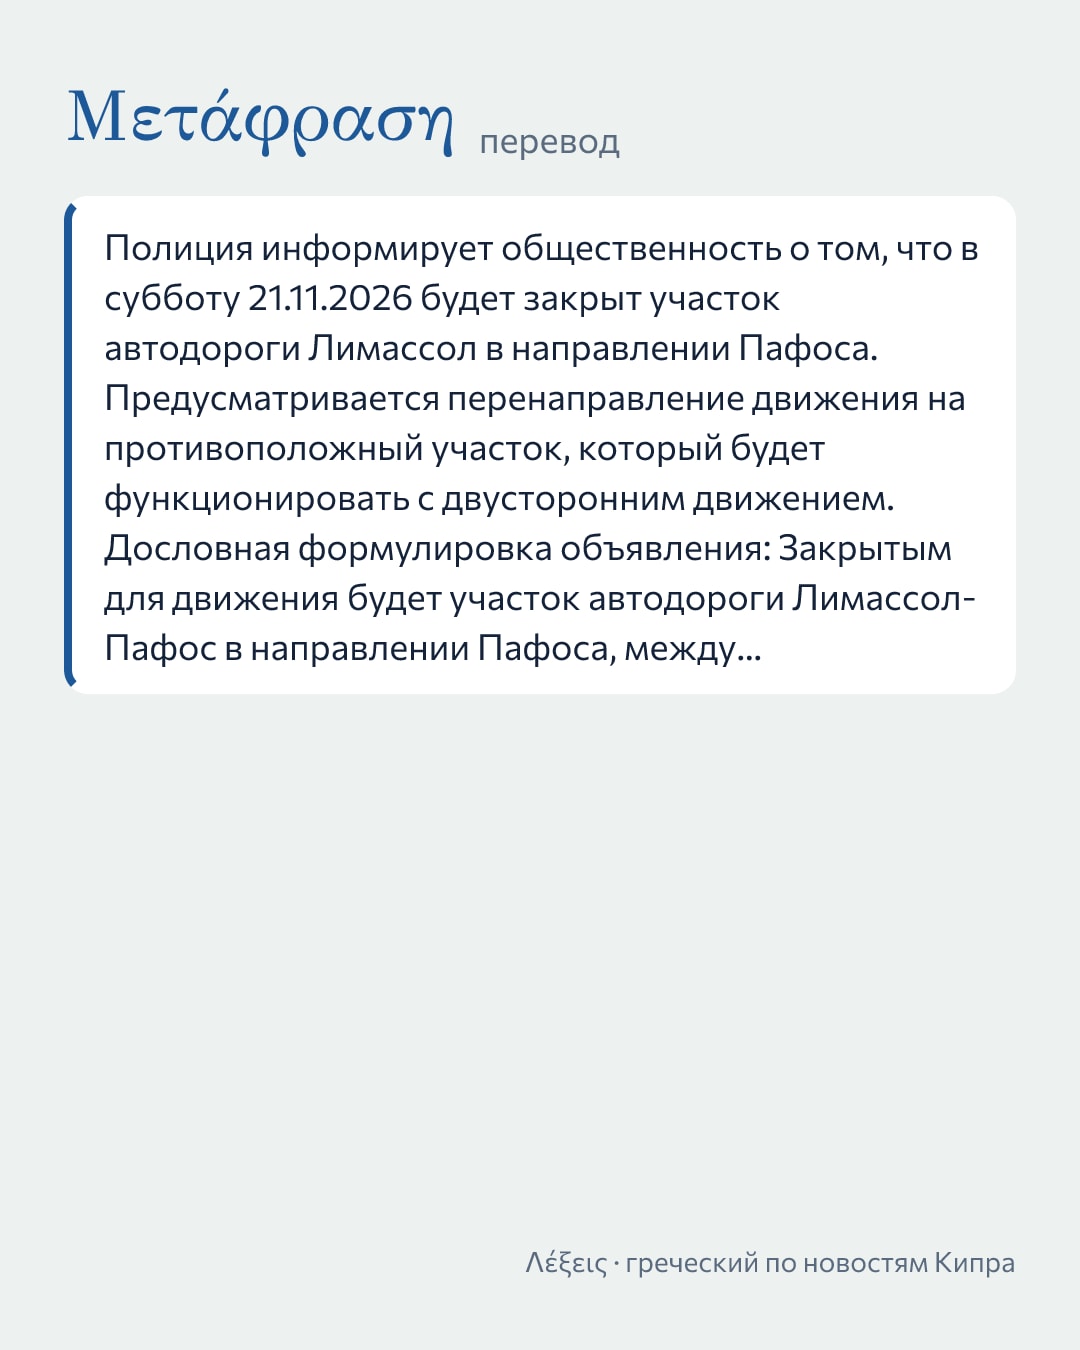 Μετάφραση перевод
Полиция информирует общественность о том, что в
субботу 21.11.2026 будет закрыт участок
автодороги Лимассол в направлении Пафоса.
Предусматривается перенаправление движения на
противоположный участок, который будет
функционировать с двусторонним движением.
Дословная формулировка объявления: Закрытым
для движения будет участок автодороги Лимассол-
Пафос в направлении Пафоса, между...
Λέξεις · греческий по новостям Кипра